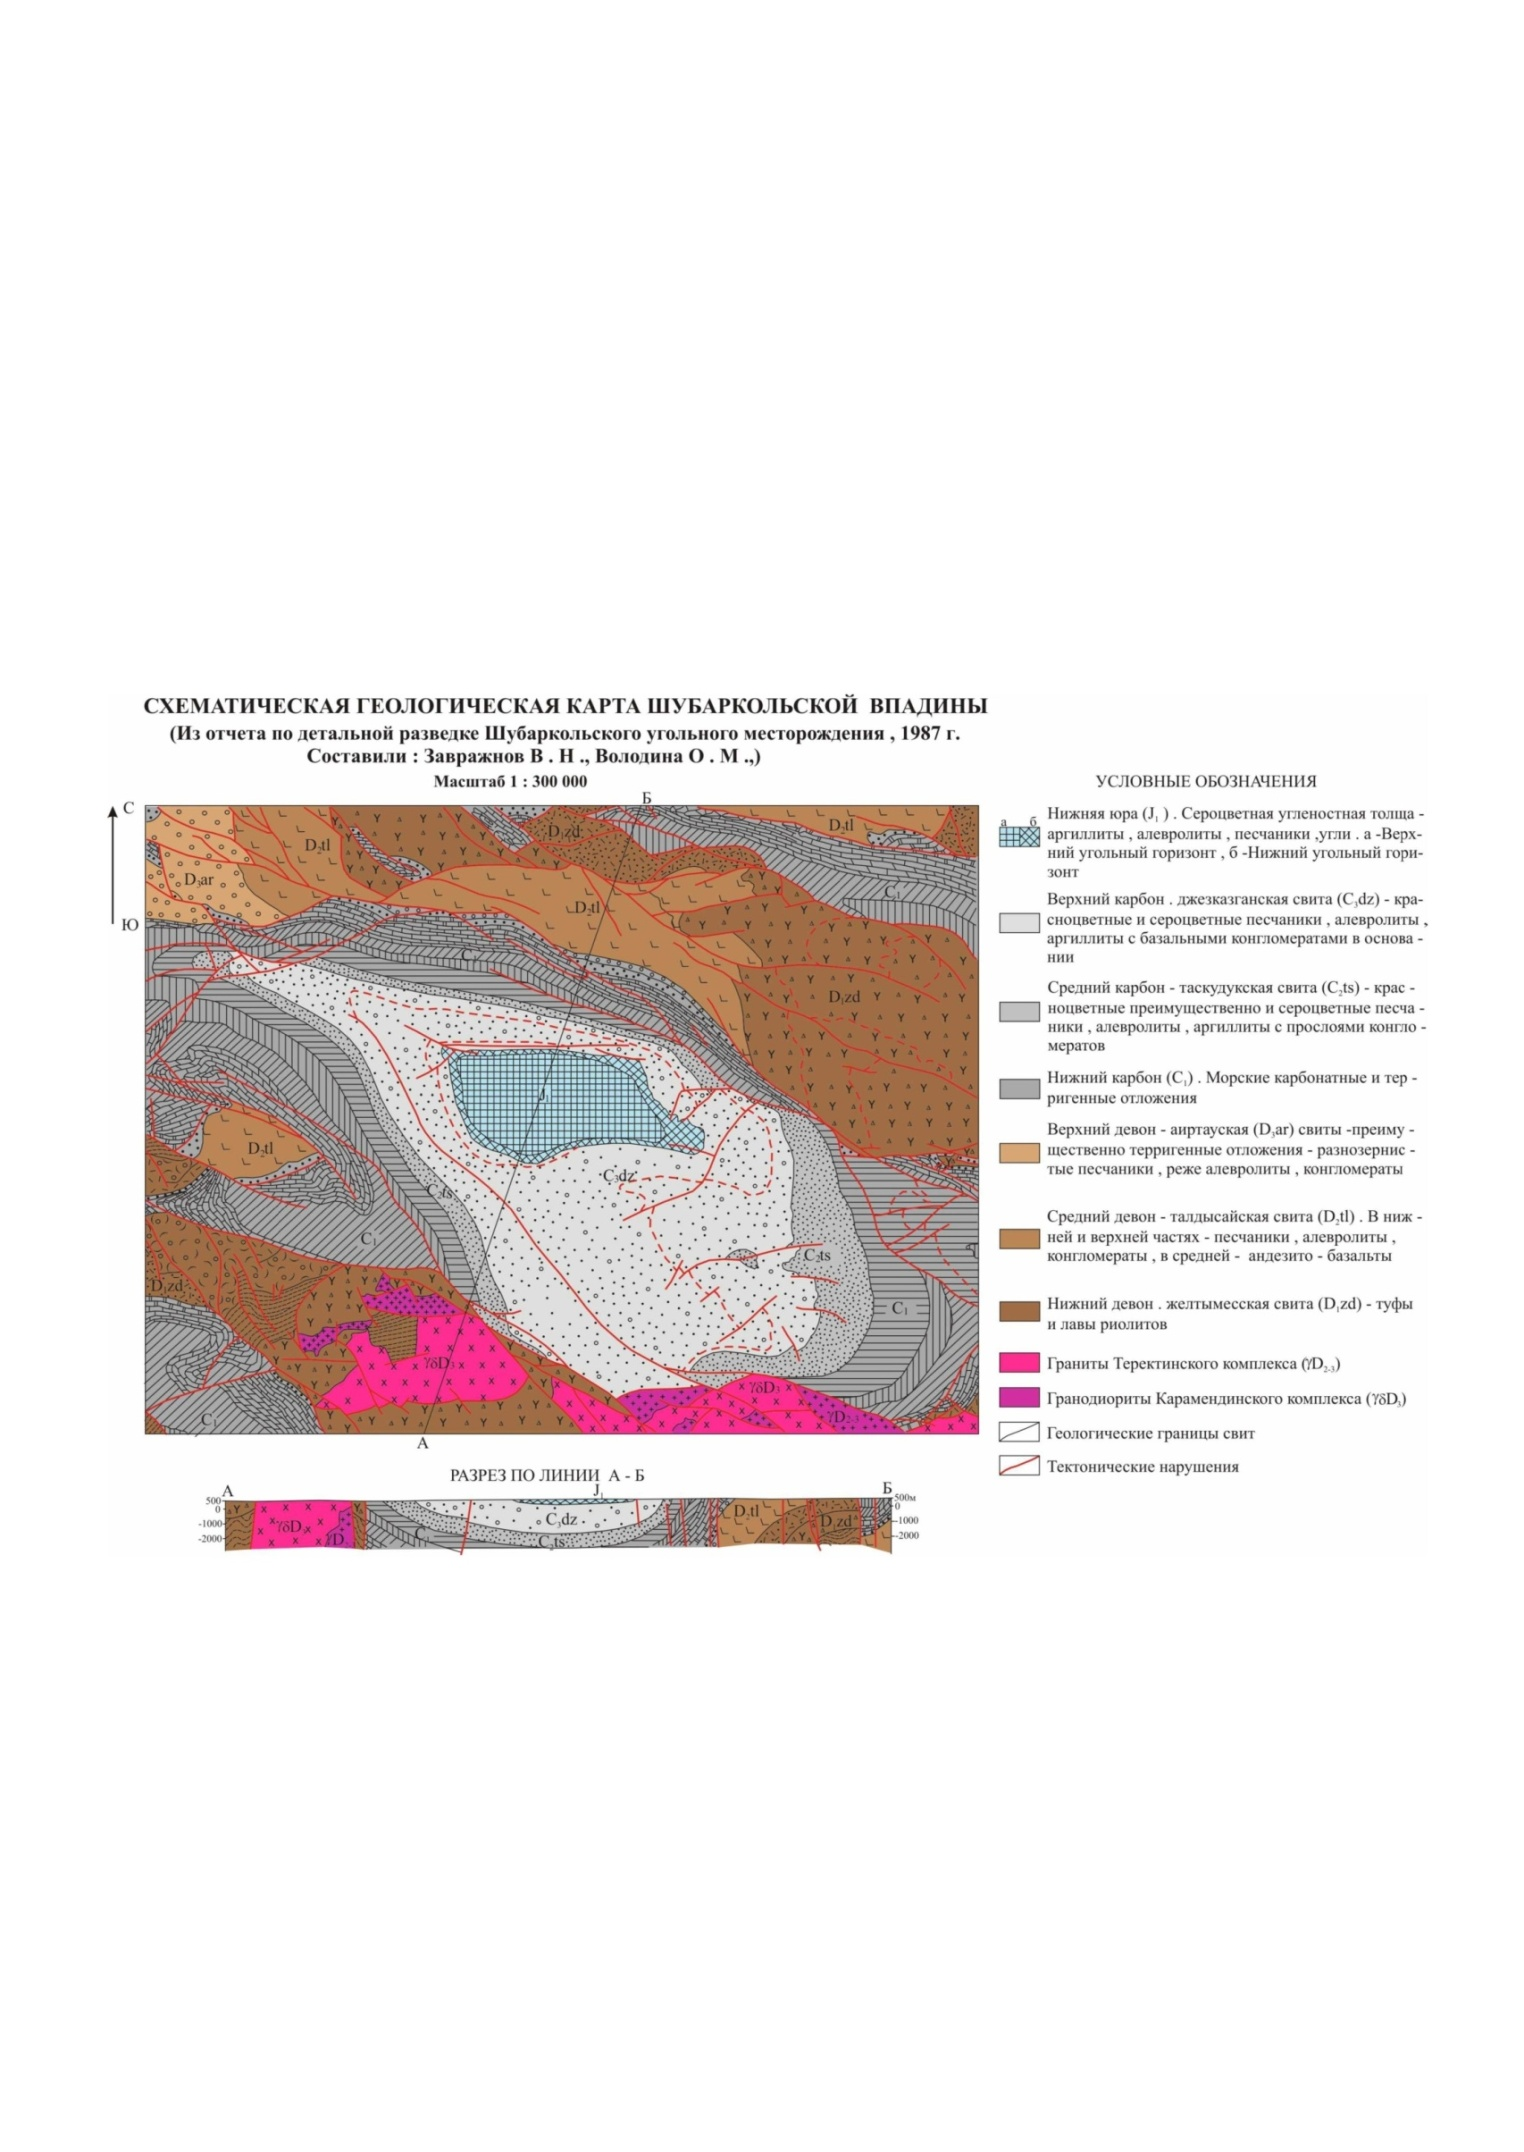 СХЕМАТИЧЕСКАЯ ГЕОЛОГИЧЕСКАЯ КАРТА ШУБАРКОЛЬСКОЙ ВПАДИНЫ
(Из отчета по детальной разведке Шубаркольского угольного месторождения , 1987 г.
Составили : Завражнов В . Н ., Володина О . М .,)
Масштаб 1 : 300 000
С
Ю
Б
D₂tl
D₁zd
D₂tl
D₃ar
C₁
D₂tl
C₁
D₁zd
J₁
D₂tl
C₃dz
C₂ts
C₁
C₂ts
D₁zd
C₁
γδD₃
γδD₃
γD₂₋₃
C₁
А
УСЛОВНЫЕ ОБОЗНАЧЕНИЯ
а б
Нижняя юра (J₁ ) . Сероцветная угленостная толща -
аргиллиты , алевролиты , песчаники ,угли . а -Верх-
ний угольный горизонт , б -Нижний угольный гори-
зонт
Верхний карбон . джезказганская свита (C₃dz) - кра-
сноцветные и сероцветные песчаники , алевролиты ,
аргиллиты с базальными конгломератами в основа -
нии
Средний карбон - таскудукская свита (C₂ts) - крас -
ноцветные преимущественно и сероцветные песча -
ники , алевролиты , аргиллиты с прослоями конгло -
мератов
Нижний карбон (C₁) . Морские карбонатные и тер -
ригенные отложения
Верхний девон - аиртауская (D₃ar) свиты -преиму -
щественно терригенные отложения - разнозернис -
тые песчаники , реже алевролиты , конгломераты
Средний девон - талдысайская свита (D₂tl) . В ниж -
ней и верхней частях - песчаники , алевролиты ,
конгломераты , в средней - андезито - базальты
Нижний девон . желтымесская свита (D₁zd) - туфы
и лавы риолитов
Граниты Теректинского комплекса (γD₂₋₃)
Гранодиориты Карамендинского комплекса (γδD₃)
Геологические границы свит
Тектонические нарушения
РАЗРЕЗ ПО ЛИНИИ А - Б
А
J₁
Б
500
0
-1000
-2000
γδD₃
C₁
C₃dz
C₂ts
D₂tl
D₁zd
500м
0
-1000
-2000